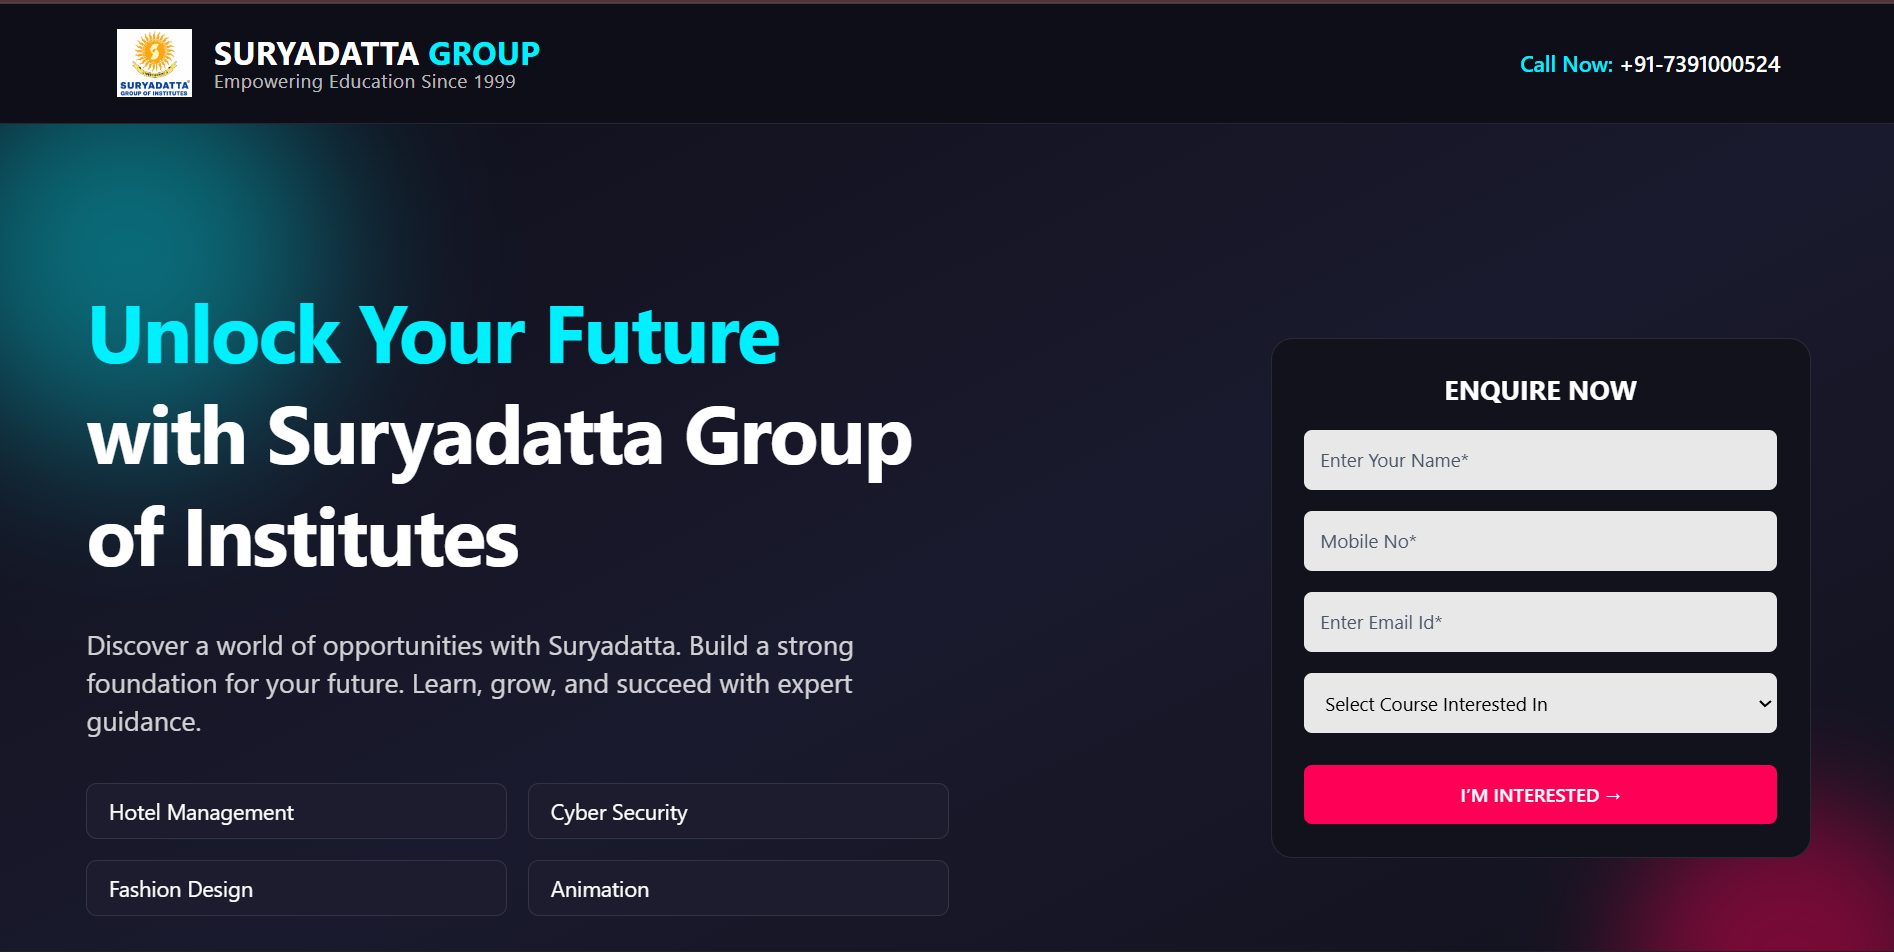 SURYADATTA
GROUP OF INSTITUTES
SURYADATTA GROUP
Empowering Education Since 1999
Call Now: +91-7391000524
Unlock Your Future
with Suryadatta Group
of Institutes
Discover a world of opportunities with Suryadatta. Build a strong
foundation for your future. Learn, grow, and succeed with expert
guidance.
Hotel Management
Cyber Security
Fashion Design
Animation
ENQUIRE NOW
Enter Your Name*
Mobile No*
Enter Email Id*
Select Course Interested In
I’M INTERESTED →